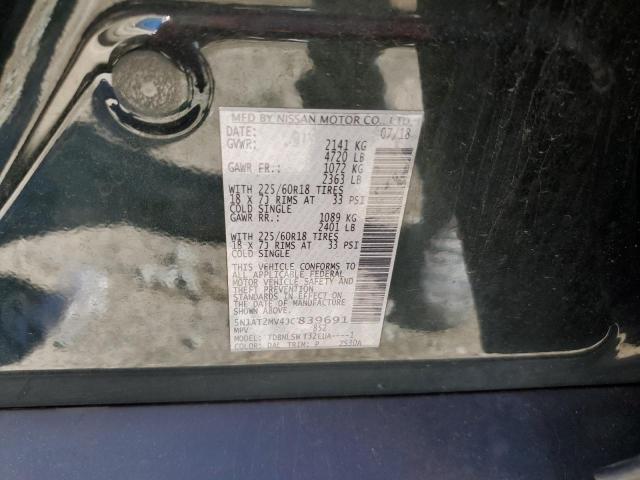 MFD BY NISSAN MOTOR CO., LTD.
DATE: 07/18
GVWR: 2141 KG
4720 LB
GAWR FR.: 1072 KG
2363 LB
WITH 225/60R18 TIRES
18 X 7J RIMS AT 33 PSI
COLD SINGLE
GAWR RR.: 1089 KG
2401 LB
WITH 225/60R18 TIRES
18 X 7J RIMS AT 33 PSI
COLD SINGLE
THIS VEHICLE CONFORMS TO
ALL APPLICABLE FEDERAL
MOTOR VEHICLE SAFETY AND
AND THEFT PREVENTION
STANDARDS IN EFFECT ON
THE DATE OF MANUFACTURE
SHOWN ABOVE.
5N1AT2MV4JC839691
MPV 832
MODEL:
COLOR: DAL TRIM: P 2530A